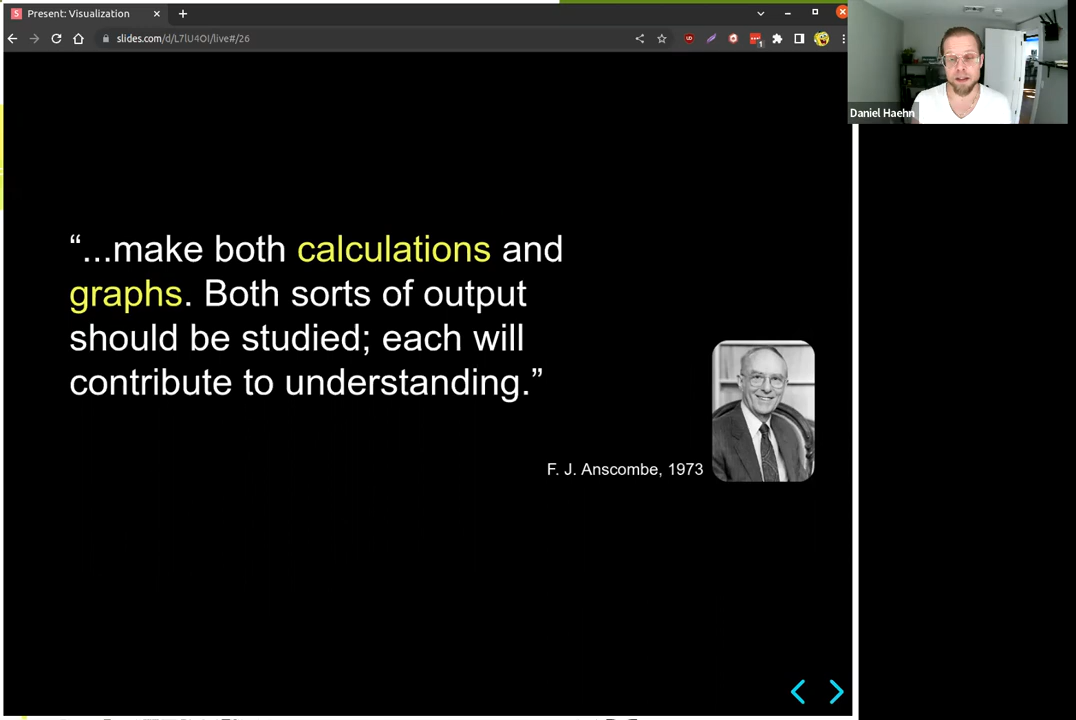 Present: Visualization
slides.com/d/L7lU4OI/live#/26
Daniel Haehn
“...make both calculations and
graphs. Both sorts of output
should be studied; each will
contribute to understanding.”
F. J. Anscombe, 1973